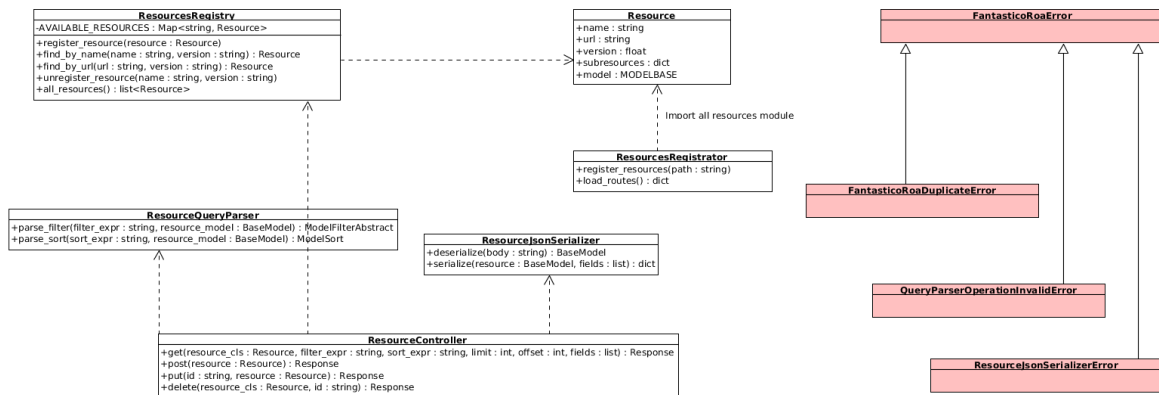 ResourcesRegistry
-AVAILABLE_RESOURCES : Map<string, Resource>
+register_resource(resource : Resource)
+find_by_name(name : string, version : string) : Resource
+find_by_url(url : string, version : string) : Resource
+unregister_resource(name : string, version : string)
+all_resources() : list<Resource>
Resource
+name : string
+url : string
+version : float
+subresources : dict
+model : MODELBASE
FantasticoRoaError
Import all resources module
ResourcesRegistrator
+register_resources(path : string)
+load_routes() : dict
FantasticoRoaDuplicateError
ResourceQueryParser
+parse_filter(filter_expr : string, resource_model : BaseModel) : ModelFilterAbstract
+parse_sort(sort_expr : string, resource_model : BaseModel) : ModelSort
ResourceJsonSerializer
+deserialize(body : string) : BaseModel
+serialize(resource : BaseModel, fields : list) : dict
QueryParserOperationInvalidError
ResourceController
+get(resource_cls : Resource, filter_expr : string, sort_expr : string, limit : int, offset : int, fields : list) : Response
+post(resource : Resource) : Response
+put(id : string, resource : Resource) : Response
+delete(resource_cls : Resource, id : string) : Response
ResourceJsonSerializerError